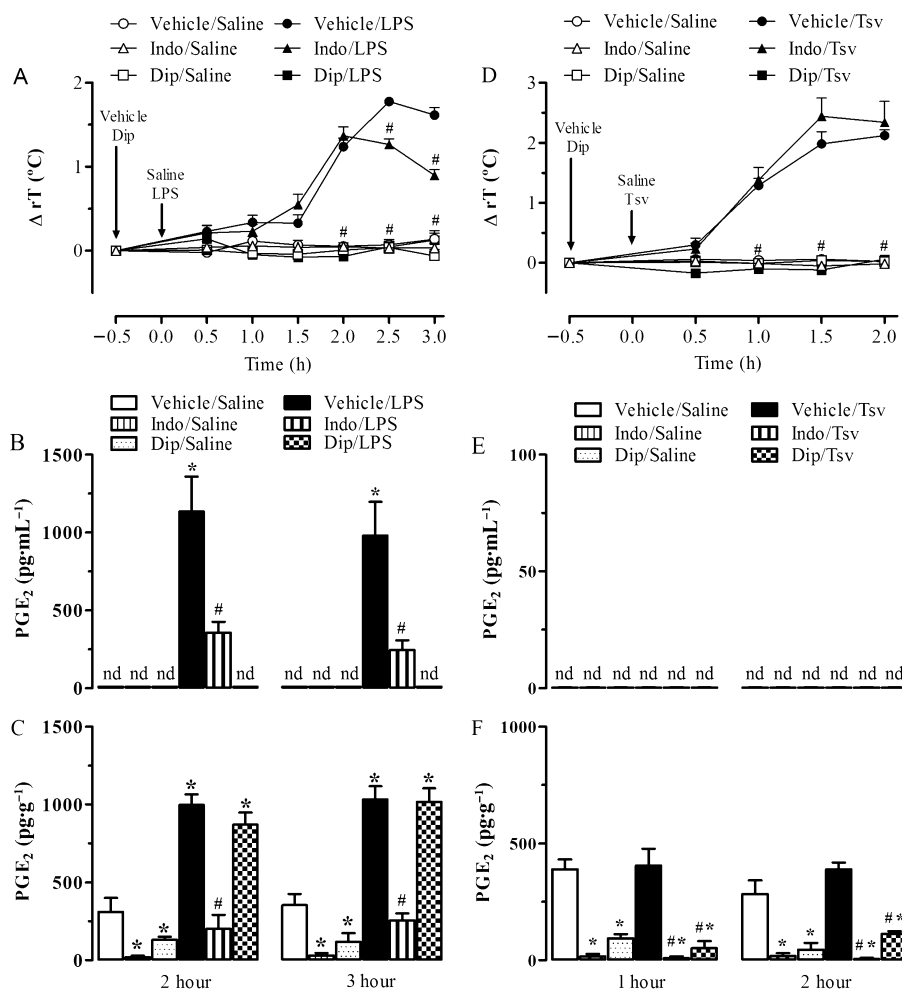 Vehicle/Saline Vehicle/LPS
Indo/Saline Indo/LPS
Dip/Saline Dip/LPS
A
2
1
0
Δ rT (ºC)
Vehicle
Dip
Saline
LPS
#
#
#
#
#
−0.5 0.0 0.5 1.0 1.5 2.0 2.5 3.0
Time (h)
Vehicle/Saline Vehicle/Tsv
Indo/Saline Indo/Tsv
Dip/Saline Dip/Tsv
D
3
2
1
0
Δ rT (ºC)
Vehicle
Dip
Saline
Tsv
# # #
−0.5 0.0 0.5 1.0 1.5 2.0
Time (h)
Vehicle/Saline Vehicle/LPS
Indo/Saline Indo/LPS
Dip/Saline Dip/LPS
B
1500
1000
500
0
PGE2 (pg·mL−1)
* *
# #
nd nd nd nd nd nd nd nd
Vehicle/Saline Vehicle/Tsv
Indo/Saline Indo/Tsv
Dip/Saline Dip/Tsv
E
100
50
0
PGE2 (pg·mL−1)
nd nd nd nd nd nd nd nd nd nd nd nd
C
1500
1000
500
0
PGE2 (pg·g−1)
* * * # * * * * # *
2 hour 3 hour
F
1000
500
0
PGE2 (pg·g−1)
* * #* #* * * #* #*
1 hour 2 hour